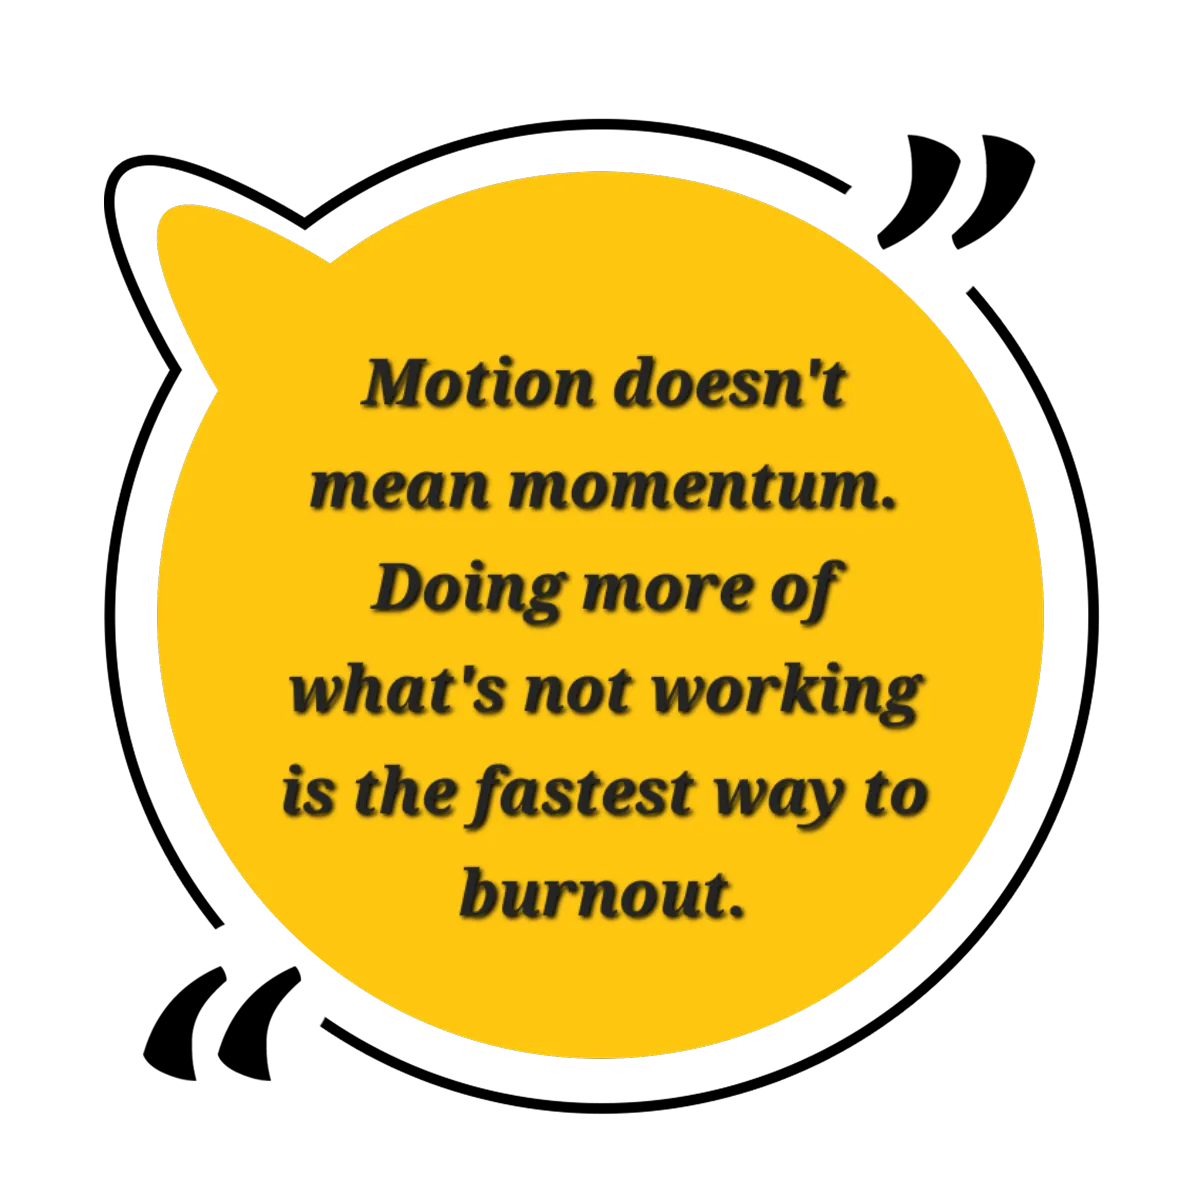 Motion doesn't
mean momentum.
Doing more of
what's not working
is the fastest way to
burnout.